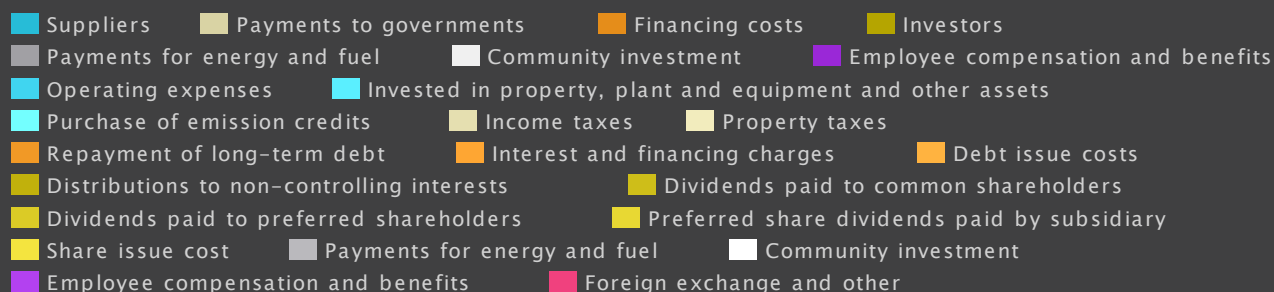 Suppliers Payments to governments Financing costs Investors
Payments for energy and fuel Community investment Employee compensation and benefits
Operating expenses Invested in property, plant and equipment and other assets
Purchase of emission credits Income taxes Property taxes
Repayment of long-term debt Interest and financing charges Debt issue costs
Distributions to non-controlling interests Dividends paid to common shareholders
Dividends paid to preferred shareholders Preferred share dividends paid by subsidiary
Share issue cost Payments for energy and fuel Community investment
Employee compensation and benefits Foreign exchange and other